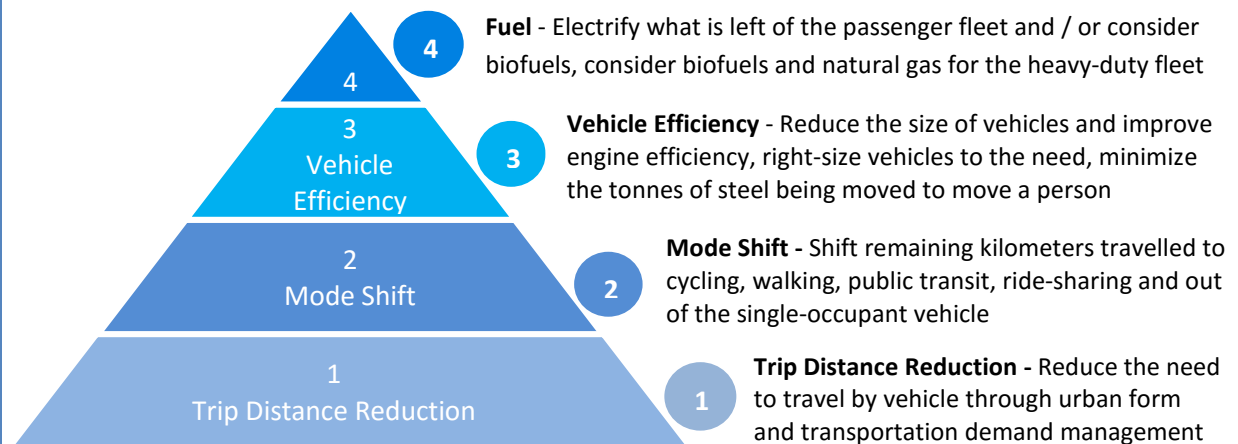 4
4
Fuel - Electrify what is left of the passenger fleet and / or consider
biofuels, consider biofuels and natural gas for the heavy-duty fleet
3
Vehicle
Efficiency
3
Vehicle Efficiency - Reduce the size of vehicles and improve
engine efficiency, right-size vehicles to the need, minimize
the tonnes of steel being moved to move a person
2
Mode Shift
2
Mode Shift - Shift remaining kilometers travelled to
cycling, walking, public transit, ride-sharing and out
of the single-occupant vehicle
1
Trip Distance Reduction
1
Trip Distance Reduction - Reduce the need
to travel by vehicle through urban form
and transportation demand management